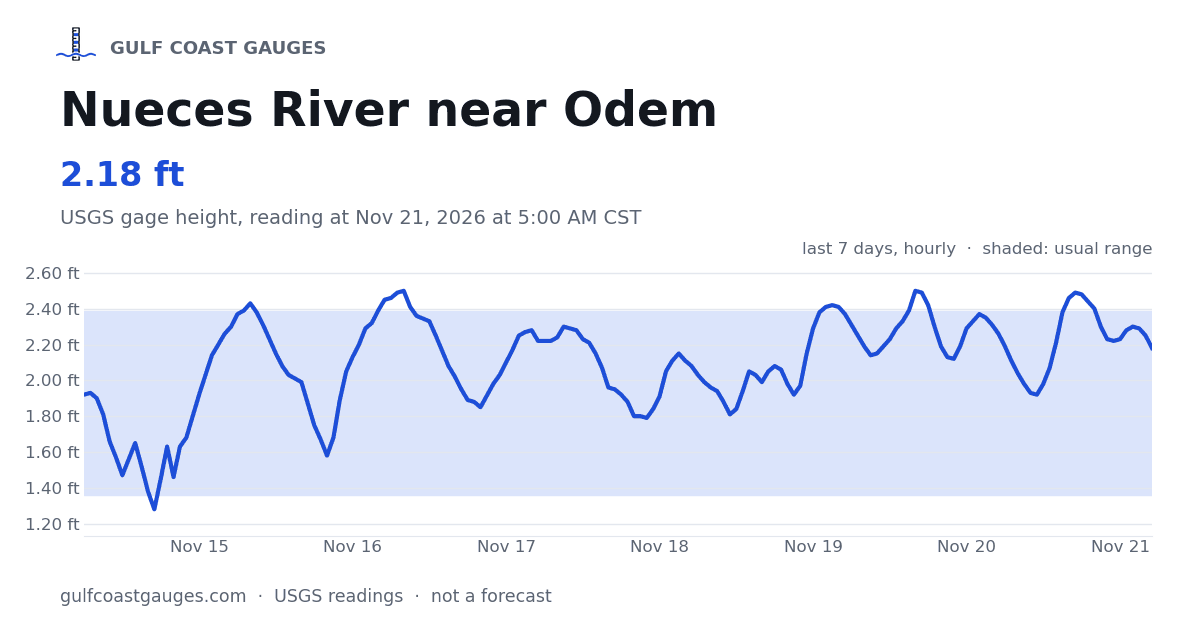 GULF COAST GAUGES
Nueces River near Odem
2.18 ft
USGS gage height, reading at Nov 21, 2026 at 5:00 AM CST
last 7 days, hourly · shaded: usual range
2.60 ft
2.40 ft
2.20 ft
2.00 ft
1.80 ft
1.60 ft
1.40 ft
1.20 ft
Nov 15 Nov 16 Nov 17 Nov 18 Nov 19 Nov 20 Nov 21
gulfcoastgauges.com · USGS readings · not a forecast